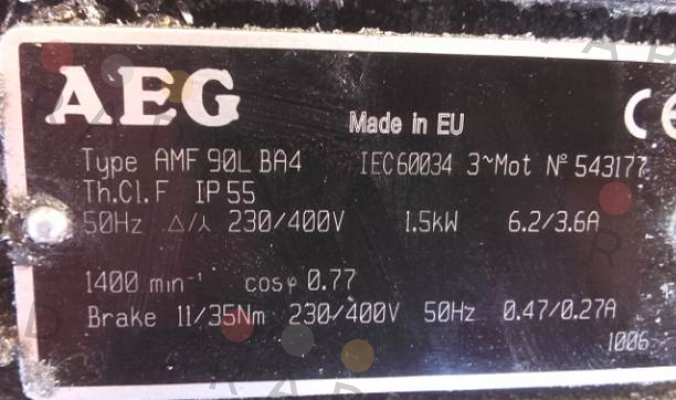 AEG
Made in EU
CE
Type AMF 90L BA4 IEC60034 3~Mot Nº 543177
Th.Cl.F IP 55
50Hz △/⅄ 230/400V 1.5kW 6.2/3.6A
1400 min⁻¹ cosφ 0.77
Brake 11/35Nm 230/400V 50Hz 0.47/0.27A
1006